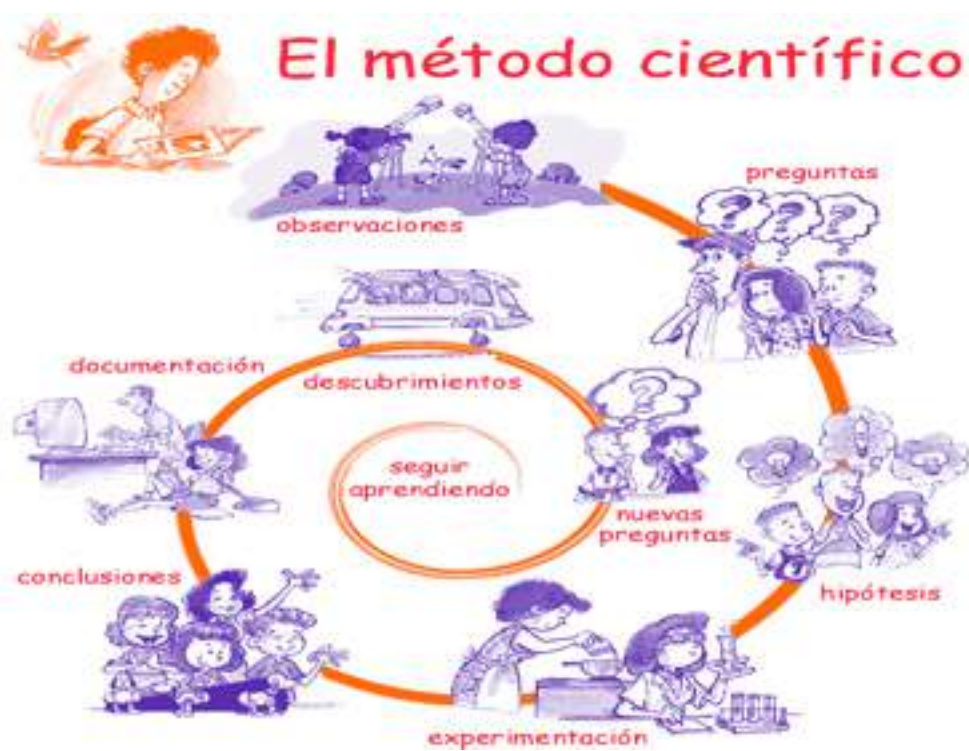 El método científico
observaciones
preguntas
hipótesis
experimentación
conclusiones
documentación
descubrimientos
nuevas
preguntas
seguir
aprendiendo